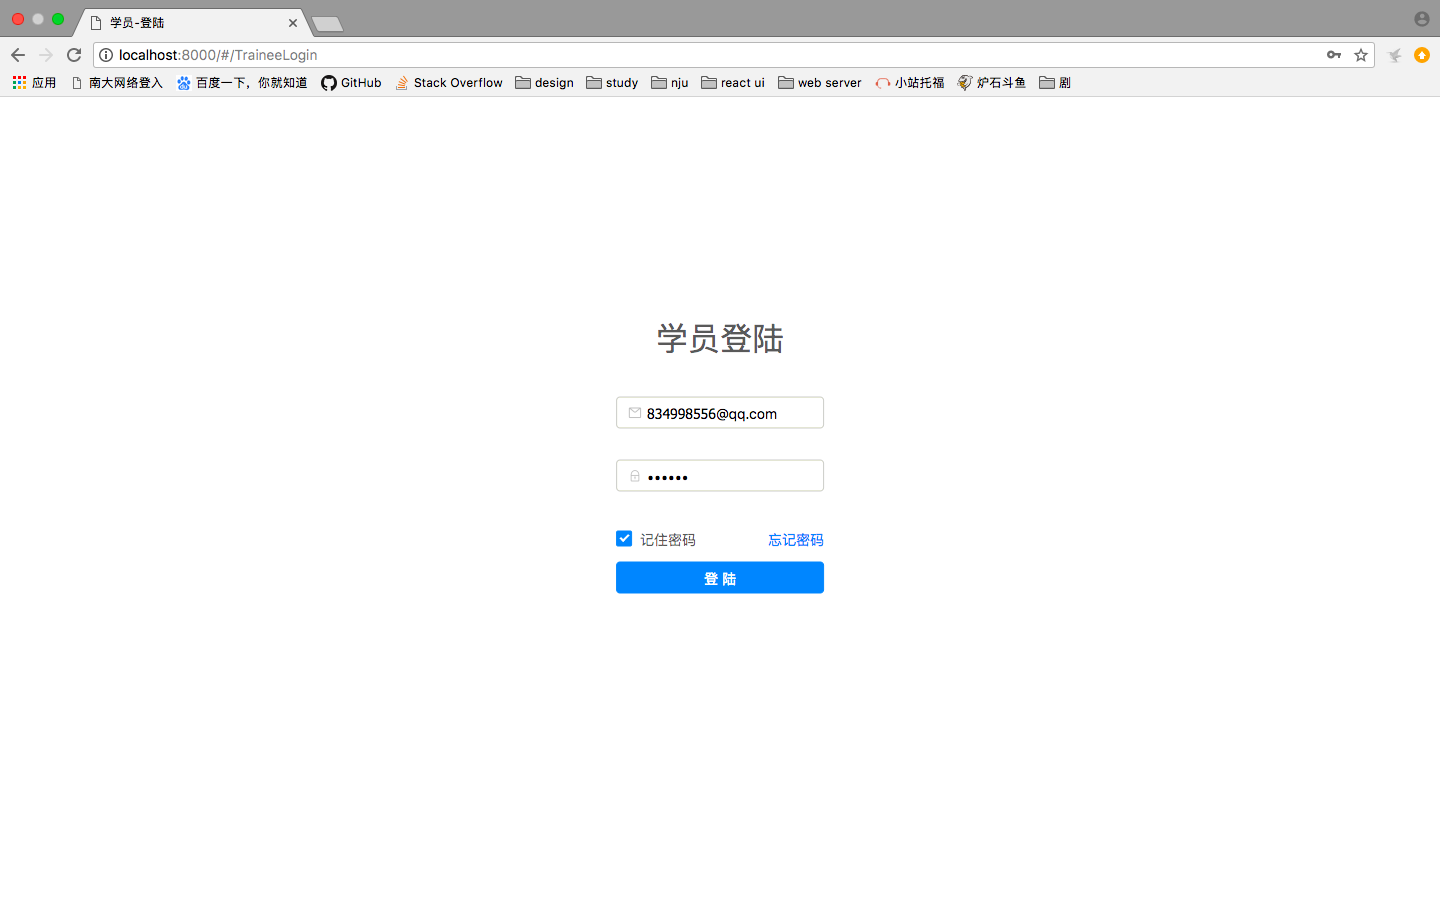 学员-登陆
localhost:8000/#/TraineeLogin
应用 南大网络登入 百度一下，你就知道 GitHub Stack Overflow design study nju react ui web server 小站托福 炉石斗鱼 剧
学员登陆
834998556@qq.com
••••••
记住密码 忘记密码
登 陆